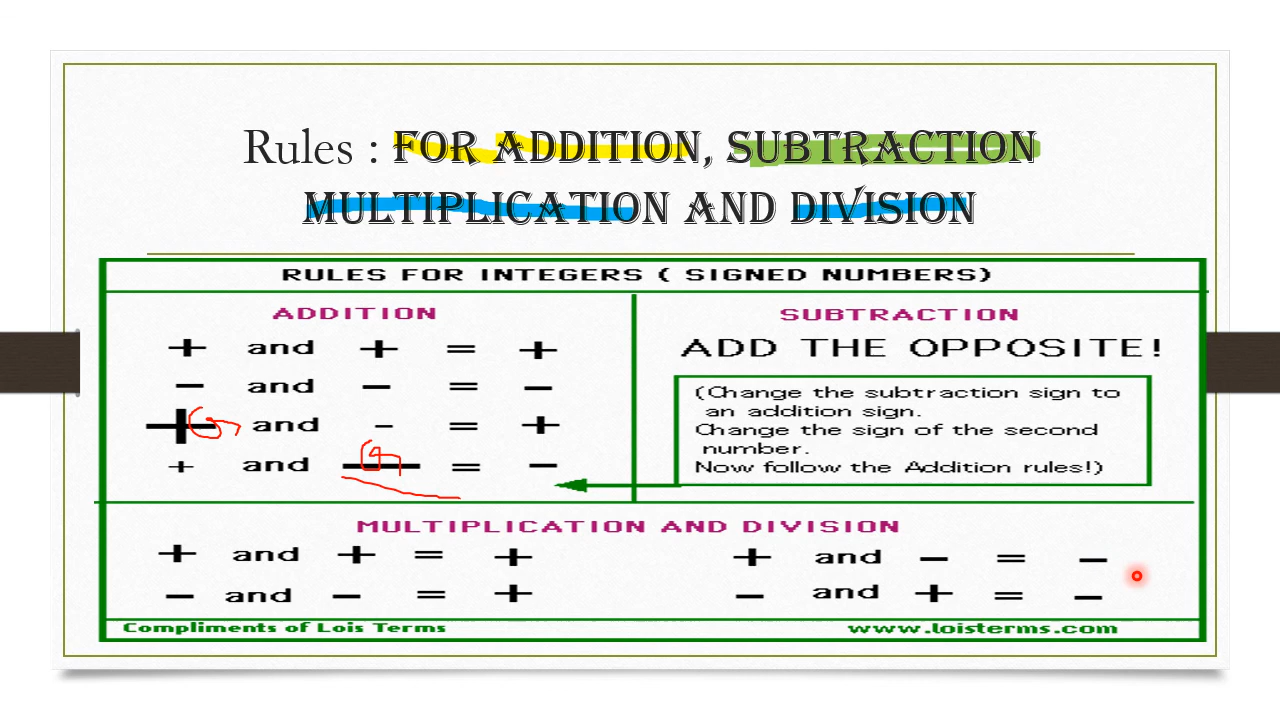 Rules : FOR ADDITION, SUBTRACTION
MULTIPLICATION AND DIVISION
RULES FOR INTEGERS ( SIGNED NUMBERS)
ADDITION
+ and + = +
- and - = -
+ and - = +
+ and - = -
SUBTRACTION
ADD THE OPPOSITE!
(Change the subtraction sign to
an addition sign.
Change the sign of the second
number.
Now follow the Addition rules!)
MULTIPLICATION AND DIVISION
+ and + = +
- and - = +
+ and - = -
- and + = -
Compliments of Lois Terms
www.loisterms.com